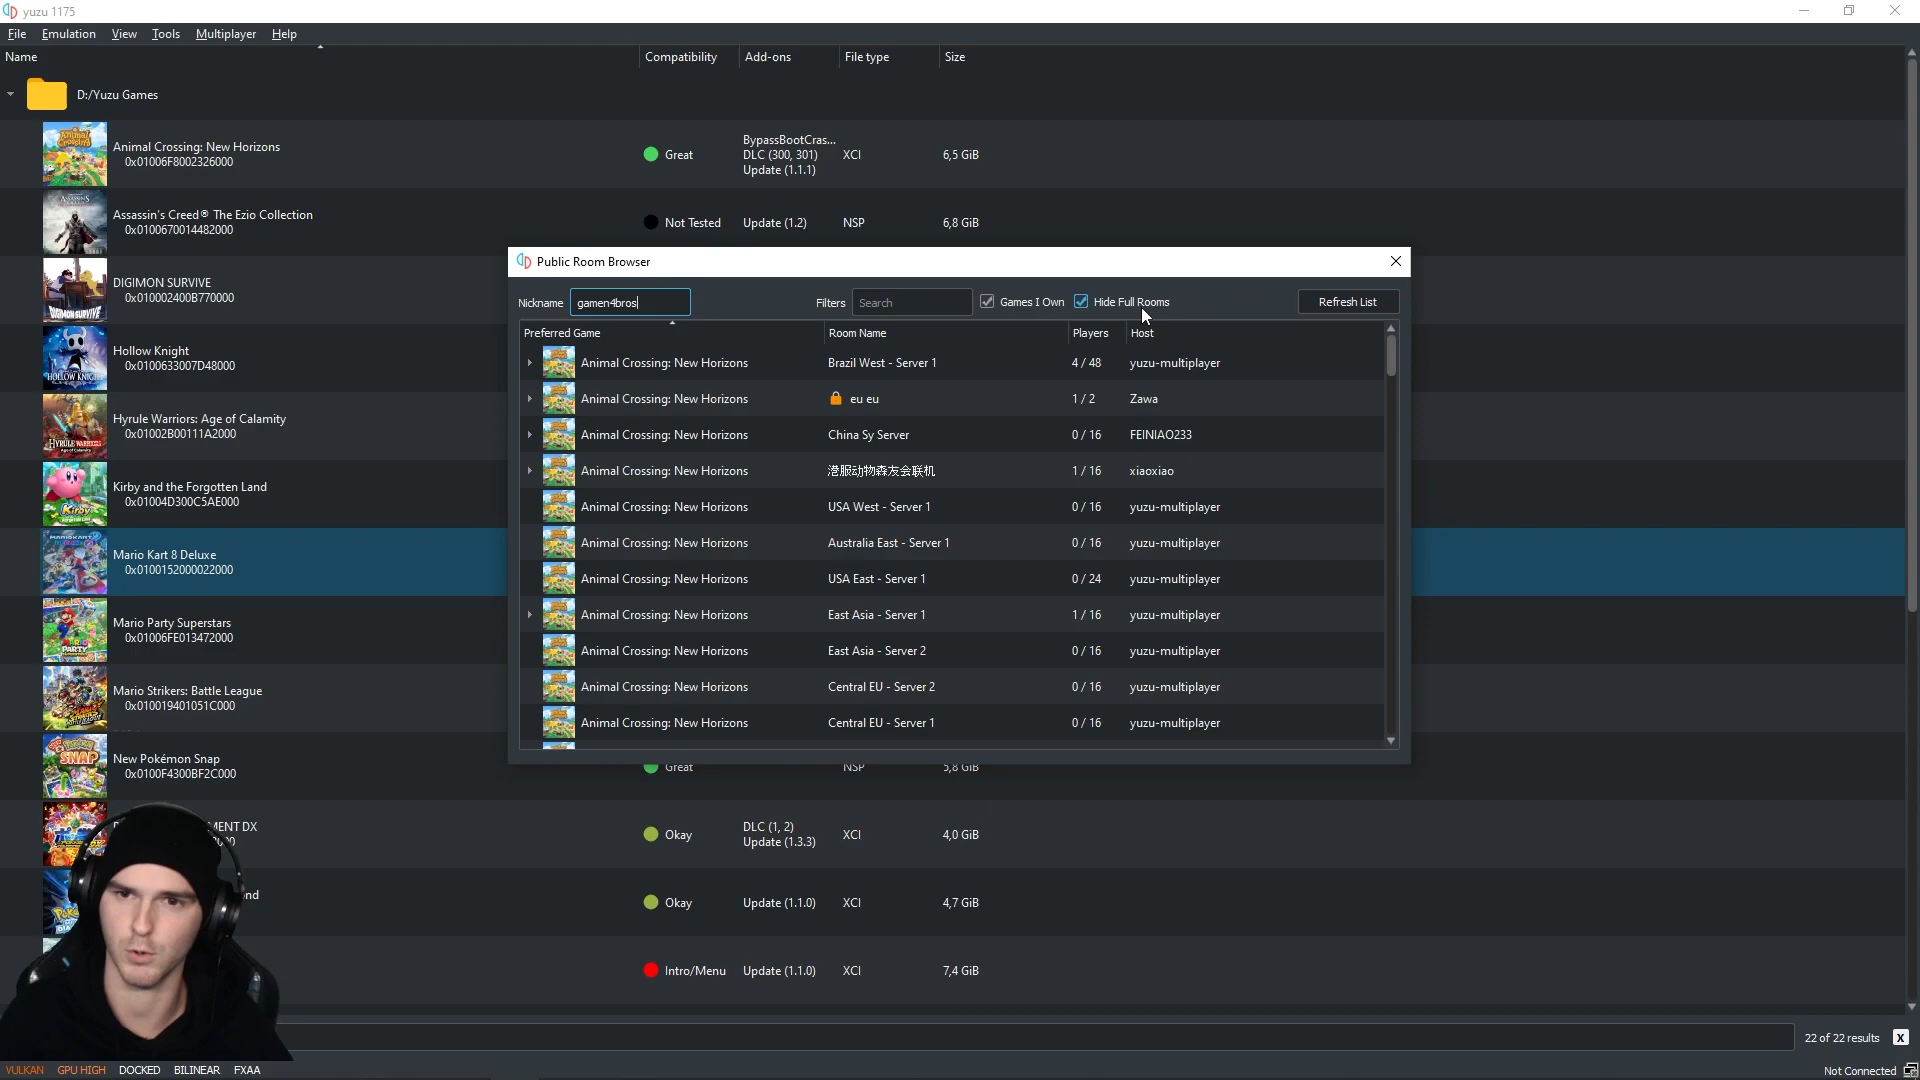 yuzu 1175
File Emulation View Tools Multiplayer Help
Name Compatibility Add-ons File type Size
D:/Yuzu Games
Animal Crossing: New Horizons
0x01006F8002326000
Great
BypassBootCras...
DLC (300, 301)
Update (1.1.1)
XCI
6,5 GiB
Assassin's Creed® The Ezio Collection
0x0100670014482000
Not Tested Update (1.2) NSP 6,8 GiB
DIGIMON SURVIVE
0x010002400B770000
Hollow Knight
0x0100633007D48000
Hyrule Warriors: Age of Calamity
0x01002B00111A2000
Kirby and the Forgotten Land
0x01004D300C5AE000
Mario Kart 8 Deluxe
0x0100152000022000
Mario Party Superstars
0x01006FE013472000
Mario Strikers: Battle League
0x010019401051C000
New Pokémon Snap
0x0100F4300BF2C000
Great NSP 5,8 GiB
MENT DX
Okay
DLC (1, 2)
Update (1.3.3)
XCI
4,0 GiB
nd
Okay Update (1.1.0) XCI 4,7 GiB
Intro/Menu Update (1.1.0) XCI 7,4 GiB
Public Room Browser
Nickname gamen4bros Filters Search Games I Own Hide Full Rooms Refresh List
Preferred Game Room Name Players Host
Animal Crossing: New Horizons Brazil West - Server 1 4 / 48 yuzu-multiplayer
Animal Crossing: New Horizons eu eu 1 / 2 Zawa
Animal Crossing: New Horizons China Sy Server 0 / 16 FEINIAO233
Animal Crossing: New Horizons 港服动物森友会联机 1 / 16 xiaoxiao
Animal Crossing: New Horizons USA West - Server 1 0 / 16 yuzu-multiplayer
Animal Crossing: New Horizons Australia East - Server 1 0 / 16 yuzu-multiplayer
Animal Crossing: New Horizons USA East - Server 1 0 / 24 yuzu-multiplayer
Animal Crossing: New Horizons East Asia - Server 1 1 / 16 yuzu-multiplayer
Animal Crossing: New Horizons East Asia - Server 2 0 / 16 yuzu-multiplayer
Animal Crossing: New Horizons Central EU - Server 2 0 / 16 yuzu-multiplayer
Animal Crossing: New Horizons Central EU - Server 1 0 / 16 yuzu-multiplayer
22 of 22 results X
VULKAN GPU HIGH DOCKED BILINEAR FXAA Not Connected